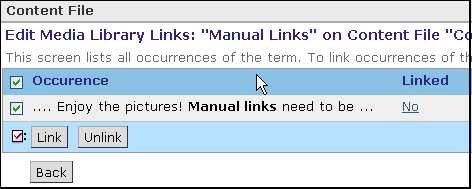 Content File
Edit Media Library Links: "Manual Links" on Content File "Co
This screen lists all occurrences of the term. To link occurrences of th
Occurence Linked
.... Enjoy the pictures! Manual links need to be ... No
: Link Unlink
Back